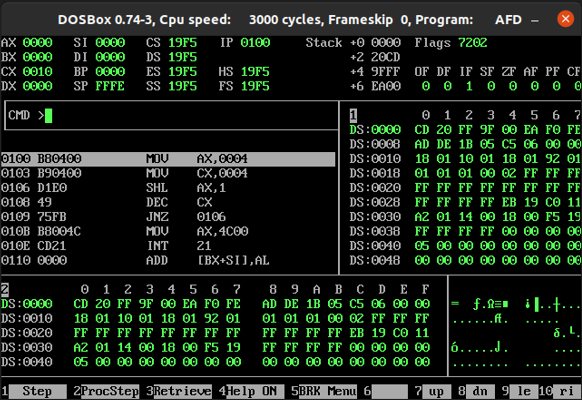 DOSBox 0.74-3, Cpu speed: 3000 cycles, Frameskip 0, Program: AFD
AX 0000 SI 0000 CS 19F5 IP 0100 Stack +0 0000 Flags 7202
BX 0000 DI 0000 DS 19F5 +2 20CD
CX 0010 BP 0000 ES 19F5 HS 19F5 +4 9FFF OF DF IF SF ZF AF PF CF
DX 0000 SP FFFE SS 19F5 FS 19F5 +6 EA00 0 0 1 0 0 0 0 0
CMD >
1 0 1 2 3 4 5 6 7
DS:0000 CD 20 FF 9F 00 EA F0 FE
DS:0008 AD DE 1B 05 C5 06 00 00
0100 B80400 MOV AX,0004 DS:0010 18 01 10 01 18 01 92 01
0103 B90400 MOV CX,0004 DS:0018 01 01 01 00 02 FF FF FF
0106 D1E0 SHL AX,1 DS:0020 FF FF FF FF FF FF FF FF
0108 49 DEC CX DS:0028 FF FF FF FF EB 19 C0 11
0109 75FB JNZ 0106 DS:0030 A2 01 14 00 18 00 F5 19
010B B8004C MOV AX,4C00 DS:0038 FF FF FF FF 00 00 00 00
010E CD21 INT 21 DS:0040 05 00 00 00 00 00 00 00
0110 0000 ADD [BX+SI],AL DS:0048 00 00 00 00 00 00 00 00
2 0 1 2 3 4 5 6 7 8 9 A B C D E F
DS:0000 CD 20 FF 9F 00 EA F0 FE AD DE 1B 05 C5 06 00 00
DS:0010 18 01 10 01 18 01 92 01 01 01 01 00 02 FF FF FF
DS:0020 FF FF FF FF FF FF FF FF FF FF FF FF EB 19 C0 11
DS:0030 A2 01 14 00 18 00 F5 19 FF FF FF FF 00 00 00 00
DS:0040 05 00 00 00 00 00 00 00 00 00 00 00 00 00 00 00
1 Step 2 ProcStep 3 Retrieve 4 Help ON 5 BRK Menu 6 7 up 8 dn 9 le 10 ri